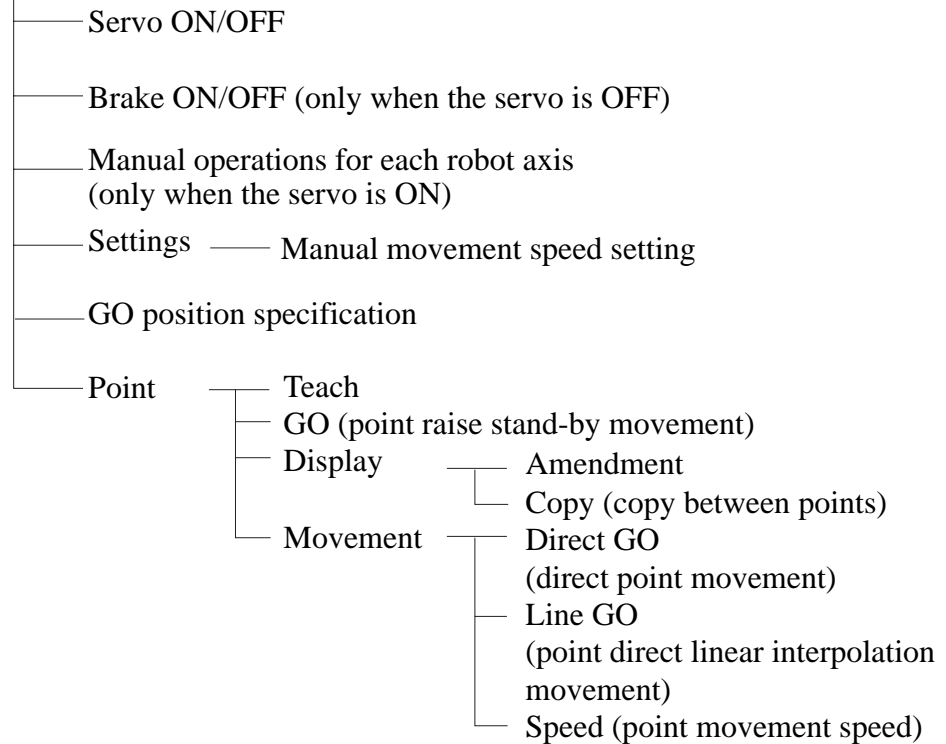 Servo ON/OFF
Brake ON/OFF (only when the servo is OFF)
Manual operations for each robot axis
(only when the servo is ON)
Settings
Manual movement speed setting
GO position specification
Point
Teach
GO (point raise stand-by movement)
Display
Amendment
Copy (copy between points)
Movement
Direct GO
(direct point movement)
Line GO
(point direct linear interpolation
movement)
Speed (point movement speed)